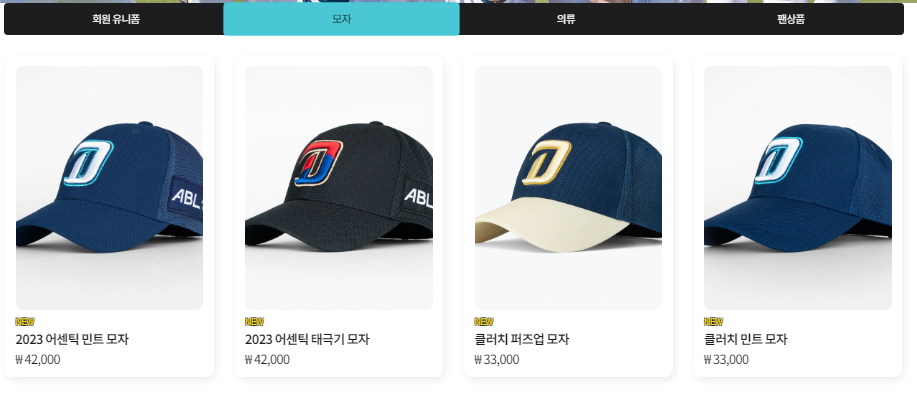 회원 유니폼
모자
의류
팬상품
D
ABL
NEW
2023 어센틱 민트 모자
₩42,000
D
ABL
NEW
2023 어센틱 태극기 모자
₩42,000
D
NEW
클러치 퍼즈업 모자
₩33,000
D
NEW
클러치 민트 모자
₩33,000